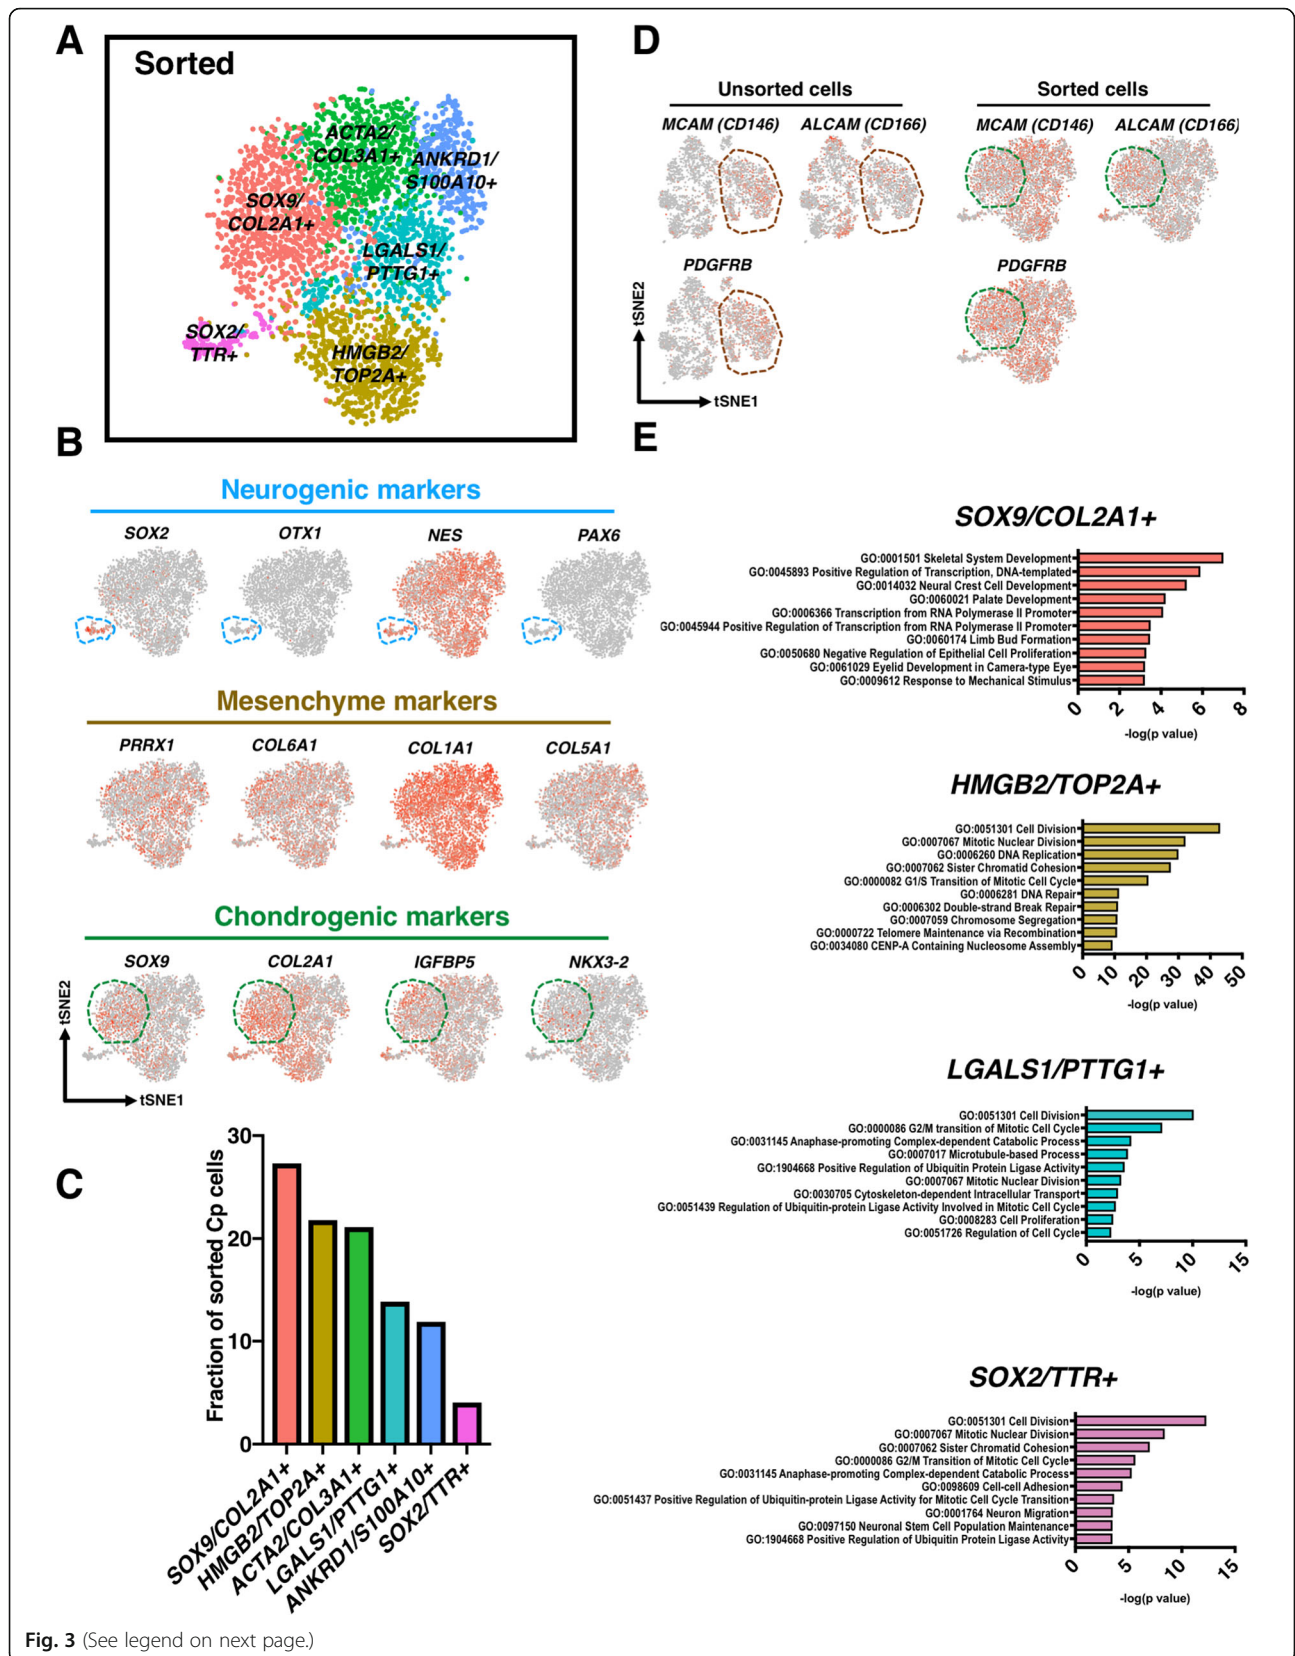 A
Sorted
ACTA2/
COL3A1+
ANKRD1/
S100A10+
SOX9/
COL2A1+
LGALS1/
PTTG1+
SOX2/
TTR+
HMGB2/
TOP2A+
B
Neurogenic markers
SOX2 OTX1 NES PAX6
Mesenchyme markers
PRRX1 COL6A1 COL1A1 COL5A1
Chondrogenic markers
SOX9 COL2A1 IGFBP5 NKX3-2
tSNE2
tSNE1
C
Fraction of sorted Cp cells
30
20
10
0
SOX9/COL2A1+
HMGB2/TOP2A+
ACTA2/COL3A1+
LGALS1/PTTG1+
ANKRD1/S100A10+
SOX2/TTR+
D
Unsorted cells Sorted cells
MCAM (CD146) ALCAM (CD166) MCAM (CD146) ALCAM (CD166)
PDGFRB PDGFRB
tSNE2
tSNE1
E
SOX9/COL2A1+
GO:0001501 Skeletal System Development
GO:0045893 Positive Regulation of Transcription, DNA-templated
GO:0014032 Neural Crest Cell Development
GO:0060021 Palate Development
GO:0006366 Transcription from RNA Polymerase II Promoter
GO:0045944 Positive Regulation of Transcription from RNA Polymerase II Promoter
GO:0060174 Limb Bud Formation
GO:0050680 Negative Regulation of Epithelial Cell Proliferation
GO:0061029 Eyelid Development in Camera-type Eye
GO:0009612 Response to Mechanical Stimulus
0 2 4 6 8
-log(p value)
HMGB2/TOP2A+
GO:0051301 Cell Division
GO:0007067 Mitotic Nuclear Division
GO:0006260 DNA Replication
GO:0007062 Sister Chromatid Cohesion
GO:0000082 G1/S Transition of Mitotic Cell Cycle
GO:0006281 DNA Repair
GO:0006302 Double-strand Break Repair
GO:0007059 Chromosome Segregation
GO:0000722 Telomere Maintenance via Recombination
GO:0034080 CENP-A Containing Nucleosome Assembly
0 10 20 30 40 50
-log(p value)
LGALS1/PTTG1+
GO:0051301 Cell Division
GO:0000086 G2/M transition of Mitotic Cell Cycle
GO:0031145 Anaphase-promoting Complex-dependent Catabolic Process
GO:0007017 Microtubule-based Process
GO:1904668 Positive Regulation of Ubiquitin Protein Ligase Activity
GO:0007067 Mitotic Nuclear Division
GO:0030705 Cytoskeleton-dependent Intracellular Transport
GO:0051439 Regulation of Ubiquitin-protein Ligase Activity Involved in Mitotic Cell Cycle
GO:0008283 Cell Proliferation
GO:0051726 Regulation of Cell Cycle
0 5 10 15
-log(p value)
SOX2/TTR+
GO:0051301 Cell Division
GO:0007067 Mitotic Nuclear Division
GO:0007062 Sister Chromatid Cohesion
GO:0000086 G2/M Transition of Mitotic Cell Cycle
GO:0031145 Anaphase-promoting Complex-dependent Catabolic Process
GO:0098609 Cell-cell Adhesion
GO:0051437 Positive Regulation of Ubiquitin-protein Ligase Activity for Mitotic Cell Cycle Transition
GO:0001764 Neuron Migration
GO:0097150 Neuronal Stem Cell Population Maintenance
GO:1904668 Positive Regulation of Ubiquitin Protein Ligase Activity
0 5 10 15
-log(p value)
Fig. 3 (See legend on next page.)